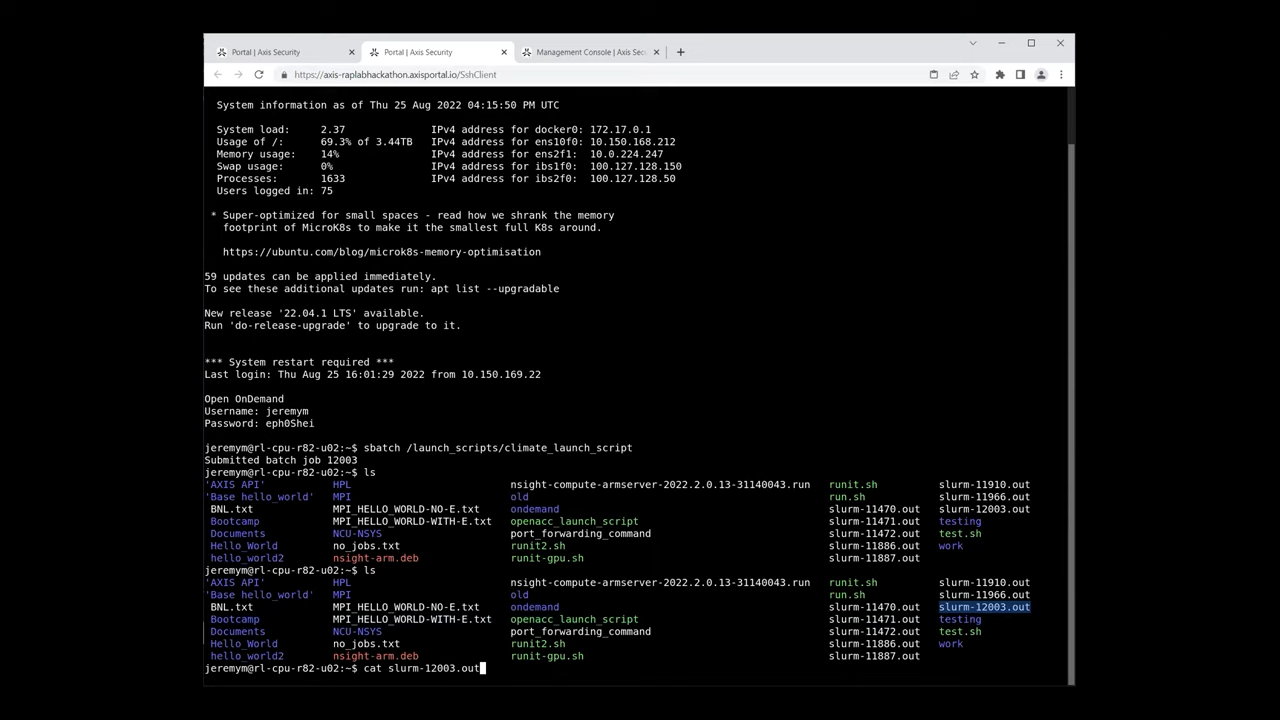 Portal | Axis Security
Portal | Axis Security
Management Console | Axis Sec
https://axis-raplabhackathon.axisportal.io/SshClient
System information as of Thu 25 Aug 2022 04:15:50 PM UTC
System load: 2.37 IPv4 address for docker0: 172.17.0.1
Usage of /: 69.3% of 3.44TB IPv4 address for ens10f0: 10.150.168.212
Memory usage: 14% IPv4 address for ens2f1: 10.0.224.247
Swap usage: 0% IPv4 address for ibs1f0: 100.127.128.150
Processes: 1633 IPv4 address for ibs2f0: 100.127.128.50
Users logged in: 75
* Super-optimized for small spaces - read how we shrank the memory
footprint of MicroK8s to make it the smallest full K8s around.
https://ubuntu.com/blog/microk8s-memory-optimisation
59 updates can be applied immediately.
To see these additional updates run: apt list --upgradable
New release '22.04.1 LTS' available.
Run 'do-release-upgrade' to upgrade to it.
*** System restart required ***
Last login: Thu Aug 25 16:01:29 2022 from 10.150.169.22
Open OnDemand
Username: jeremym
Password: eph0Shei
jeremym@rl-cpu-r82-u02:~$ sbatch /launch_scripts/climate_launch_script
Submitted batch job 12003
jeremym@rl-cpu-r82-u02:~$ ls
'AXIS API' HPL nsight-compute-armserver-2022.2.0.13-31140043.run runit.sh slurm-11910.out
'Base hello_world' MPI old run.sh slurm-11966.out
BNL.txt MPI_HELLO_WORLD-NO-E.txt ondemand slurm-11470.out slurm-12003.out
Bootcamp MPI_HELLO_WORLD-WITH-E.txt openacc_launch_script slurm-11471.out testing
Documents NCU-NSYS port_forwarding_command slurm-11472.out test.sh
Hello_World no_jobs.txt runit2.sh slurm-11886.out work
hello_world2 nsight-arm.deb runit-gpu.sh slurm-11887.out
jeremym@rl-cpu-r82-u02:~$ ls
'AXIS API' HPL nsight-compute-armserver-2022.2.0.13-31140043.run runit.sh slurm-11910.out
'Base hello_world' MPI old run.sh slurm-11966.out
BNL.txt MPI_HELLO_WORLD-NO-E.txt ondemand slurm-11470.out slurm-12003.out
Bootcamp MPI_HELLO_WORLD-WITH-E.txt openacc_launch_script slurm-11471.out testing
Documents NCU-NSYS port_forwarding_command slurm-11472.out test.sh
Hello_World no_jobs.txt runit2.sh slurm-11886.out work
hello_world2 nsight-arm.deb runit-gpu.sh slurm-11887.out
jeremym@rl-cpu-r82-u02:~$ cat slurm-12003.out